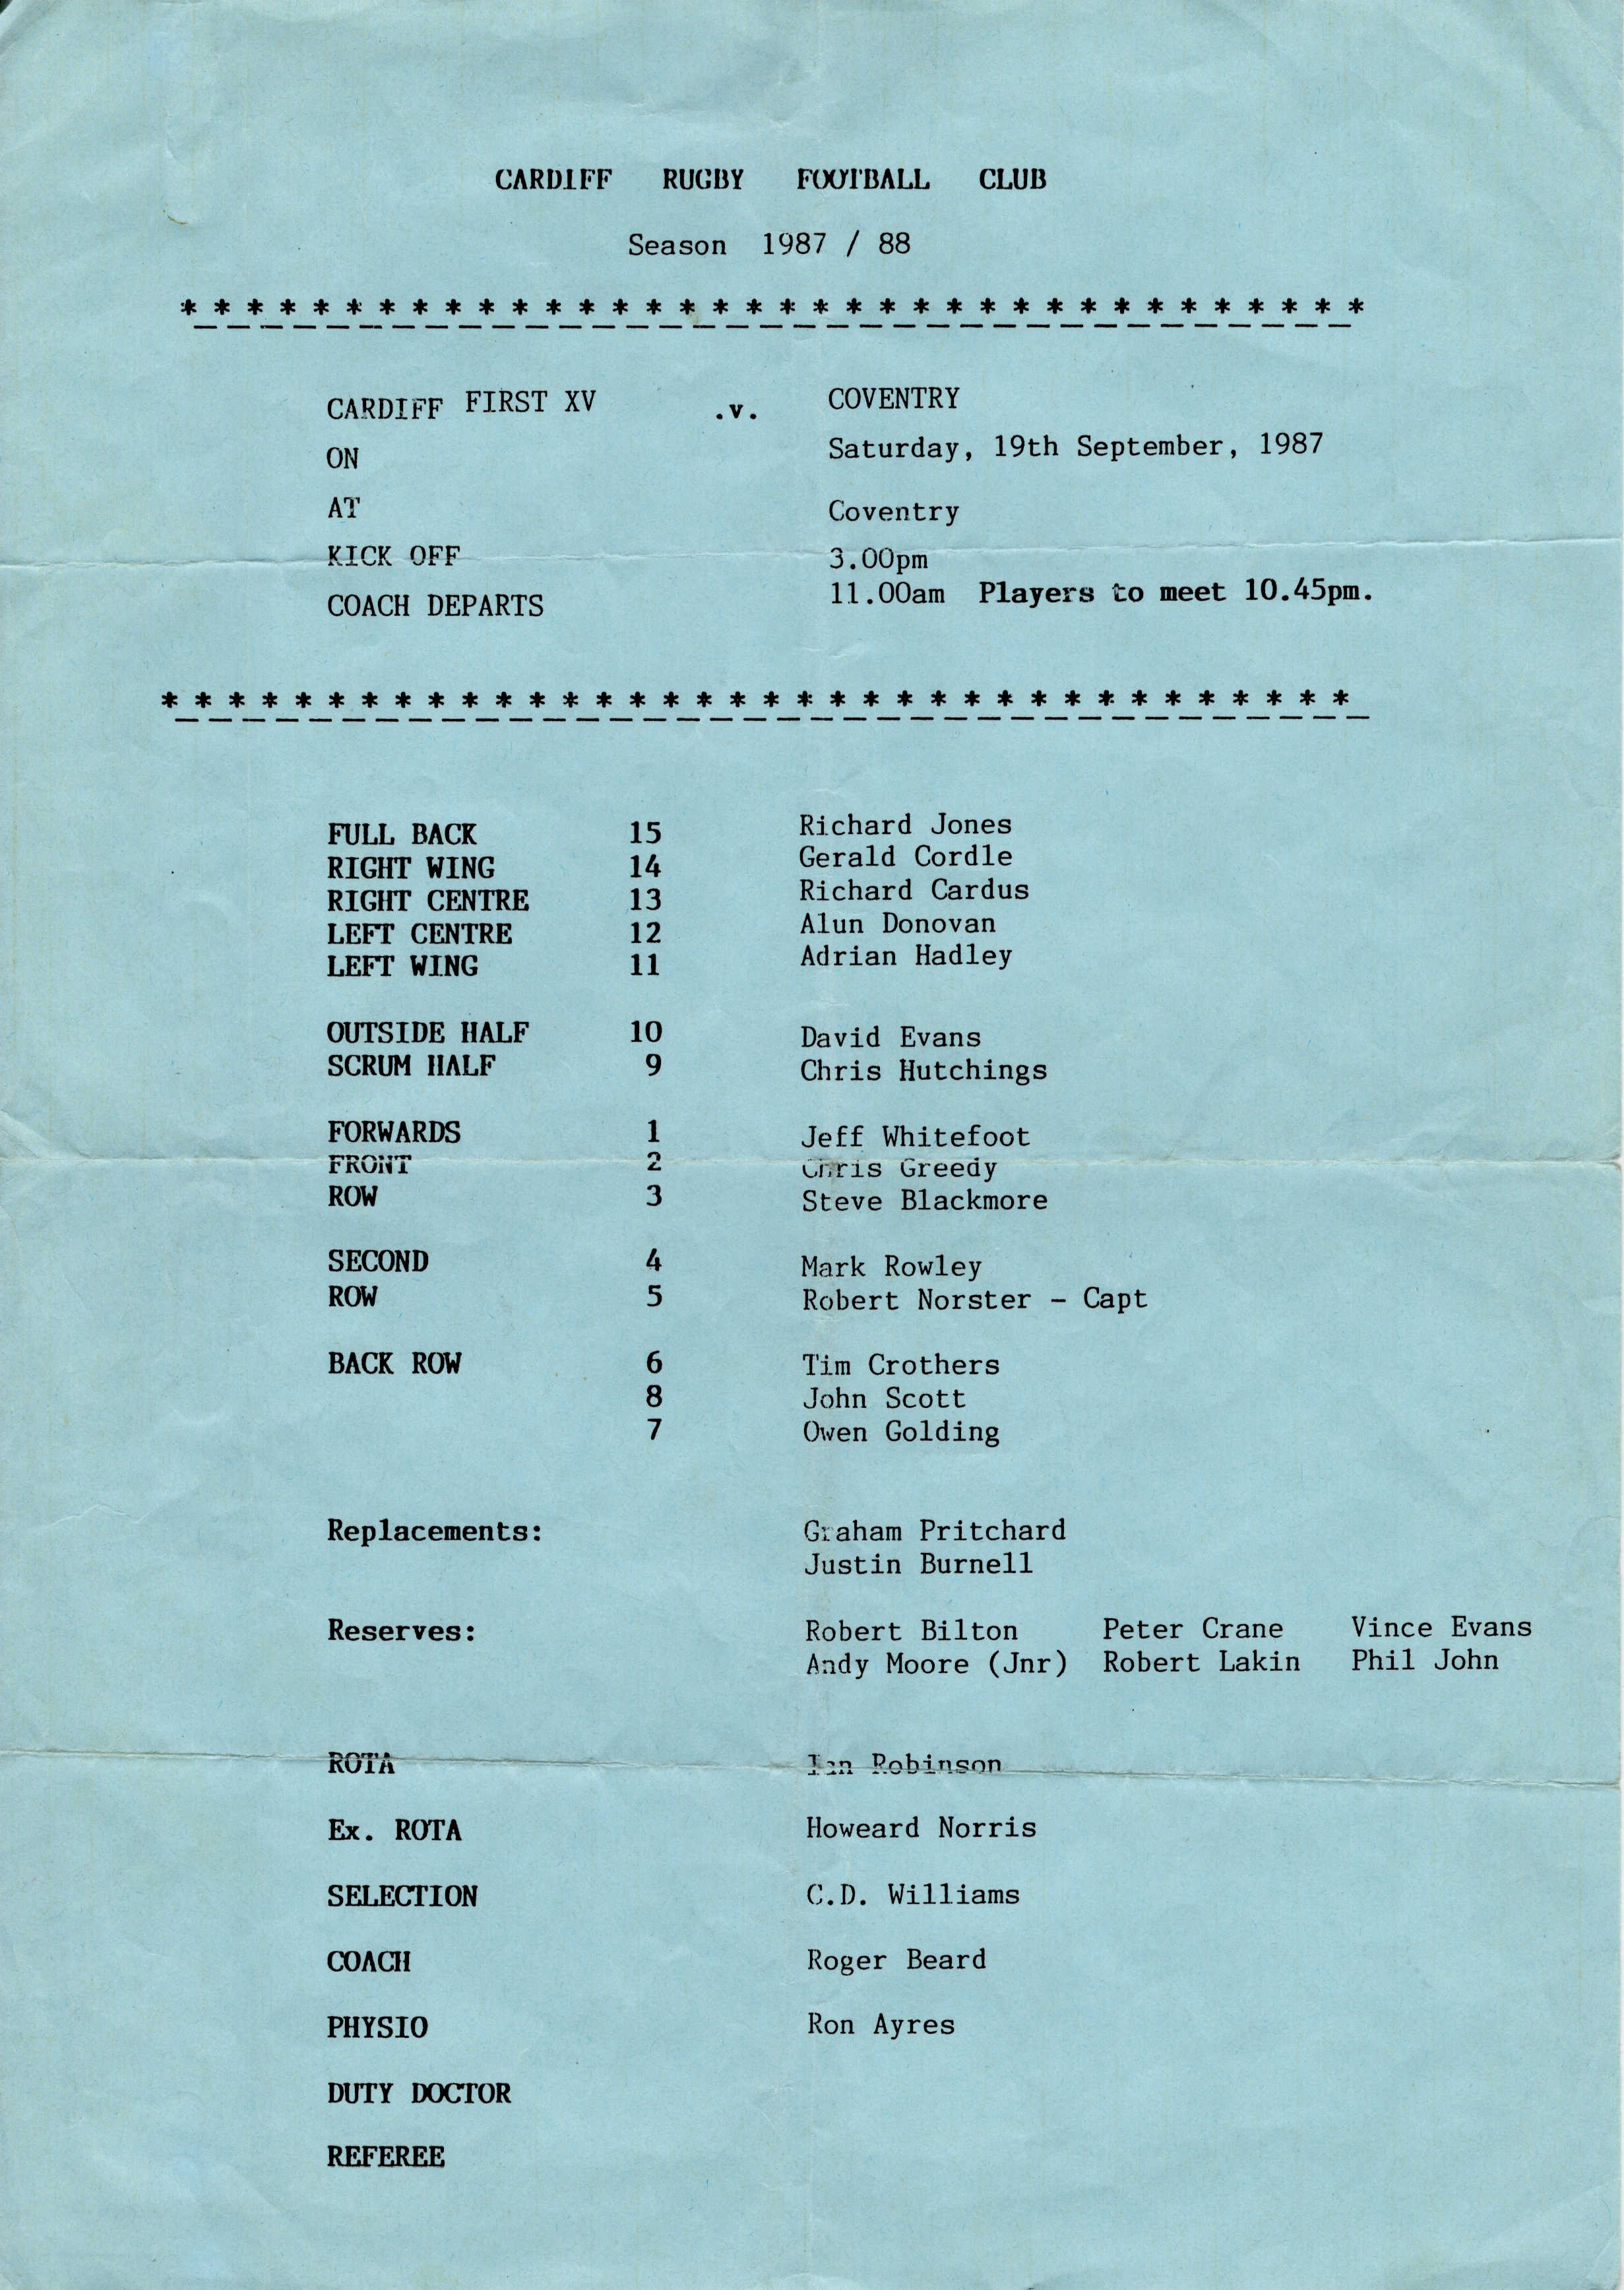 CARDIFF RUGBY FOOTBALL CLUB
Season 1987 / 88
* * * * * * * * * * * * * * * * * * * * * * * * * * * * * * * * * * * *
CARDIFF FIRST XV .v. COVENTRY
ON Saturday, 19th September, 1987
AT Coventry
KICK OFF 3.00pm
COACH DEPARTS 11.00am Players to meet 10.45pm.
* * * * * * * * * * * * * * * * * * * * * * * * * * * * * * * * * * * *
FULL BACK 15 Richard Jones
RIGHT WING 14 Gerald Cordle
RIGHT CENTRE 13 Richard Cardus
LEFT CENTRE 12 Alun Donovan
LEFT WING 11 Adrian Hadley
OUTSIDE HALF 10 David Evans
SCRUM HALF 9 Chris Hutchings
FORWARDS 1 Jeff Whitefoot
FRONT 2 Chris Greedy
ROW 3 Steve Blackmore
SECOND 4 Mark Rowley
ROW 5 Robert Norster - Capt
BACK ROW 6 Tim Crothers
8 John Scott
7 Owen Golding
Replacements: Graham Pritchard
Justin Burnell
Reserves: Robert Bilton Peter Crane Vince Evans
Andy Moore (Jnr) Robert Lakin Phil John
ROTA Ian Robinson
Ex. ROTA Howeard Norris
SELECTION C.D. Williams
COACH Roger Beard
PHYSIO Ron Ayres
DUTY DOCTOR
REFEREE